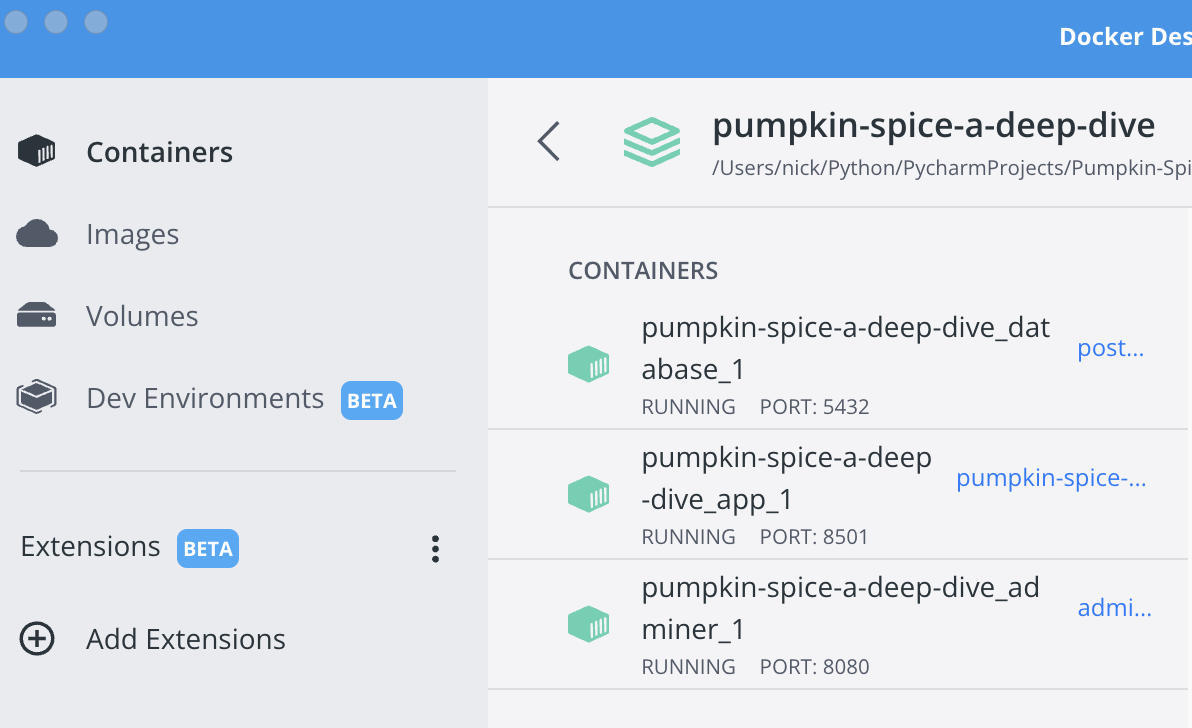 Docker Des
Containers
Images
Volumes
Dev Environments BETA
Extensions BETA
Add Extensions
pumpkin-spice-a-deep-dive
/Users/nick/Python/PycharmProjects/Pumpkin-Spi
CONTAINERS
pumpkin-spice-a-deep-dive_dat
abase_1
post...
RUNNING PORT: 5432
pumpkin-spice-a-deep
-dive_app_1
pumpkin-spice-...
RUNNING PORT: 8501
pumpkin-spice-a-deep-dive_ad
miner_1
admi...
RUNNING PORT: 8080